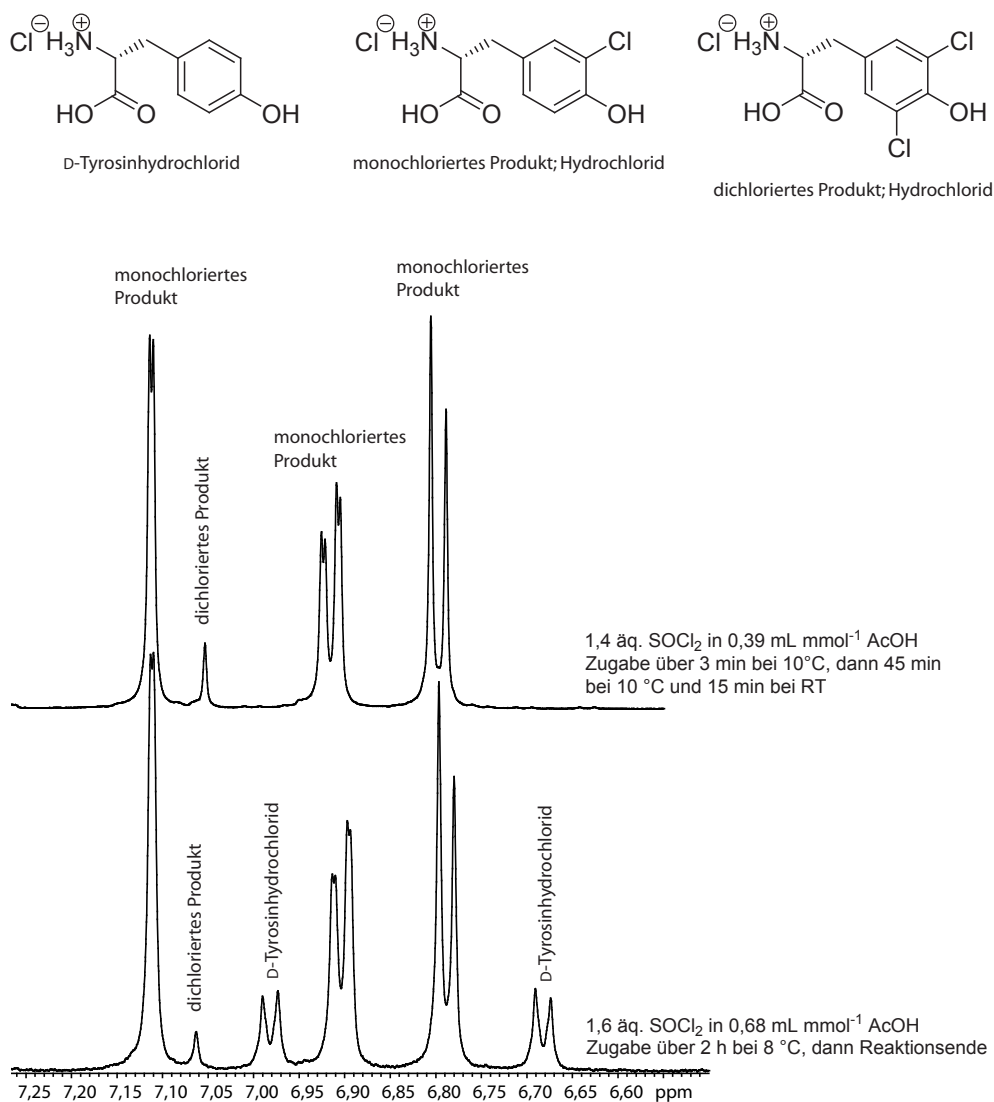 Cl⊖ H₃N⊕
HO
O
OH
D-Tyrosinhydrochlorid
Cl⊖ H₃N⊕
Cl
HO
O
OH
monochloriertes Produkt; Hydrochlorid
Cl⊖ H₃N⊕
Cl
HO
O
OH
Cl
dichloriertes Produkt; Hydrochlorid
monochloriertes
Produkt
dichloriertes Produkt
monochloriertes
Produkt
monochloriertes
Produkt
1,4 äq. SOCl₂ in 0,39 mL mmol⁻¹ AcOH
Zugabe über 3 min bei 10°C, dann 45 min
bei 10 °C und 15 min bei RT
dichloriertes Produkt
D-Tyrosinhydrochlorid
D-Tyrosinhydrochlorid
1,6 äq. SOCl₂ in 0,68 mL mmol⁻¹ AcOH
Zugabe über 2 h bei 8 °C, dann Reaktionsende
7,25 7,20 7,15 7,10 7,05 7,00 6,95 6,90 6,85 6,80 6,75 6,70 6,65 6,60 ppm